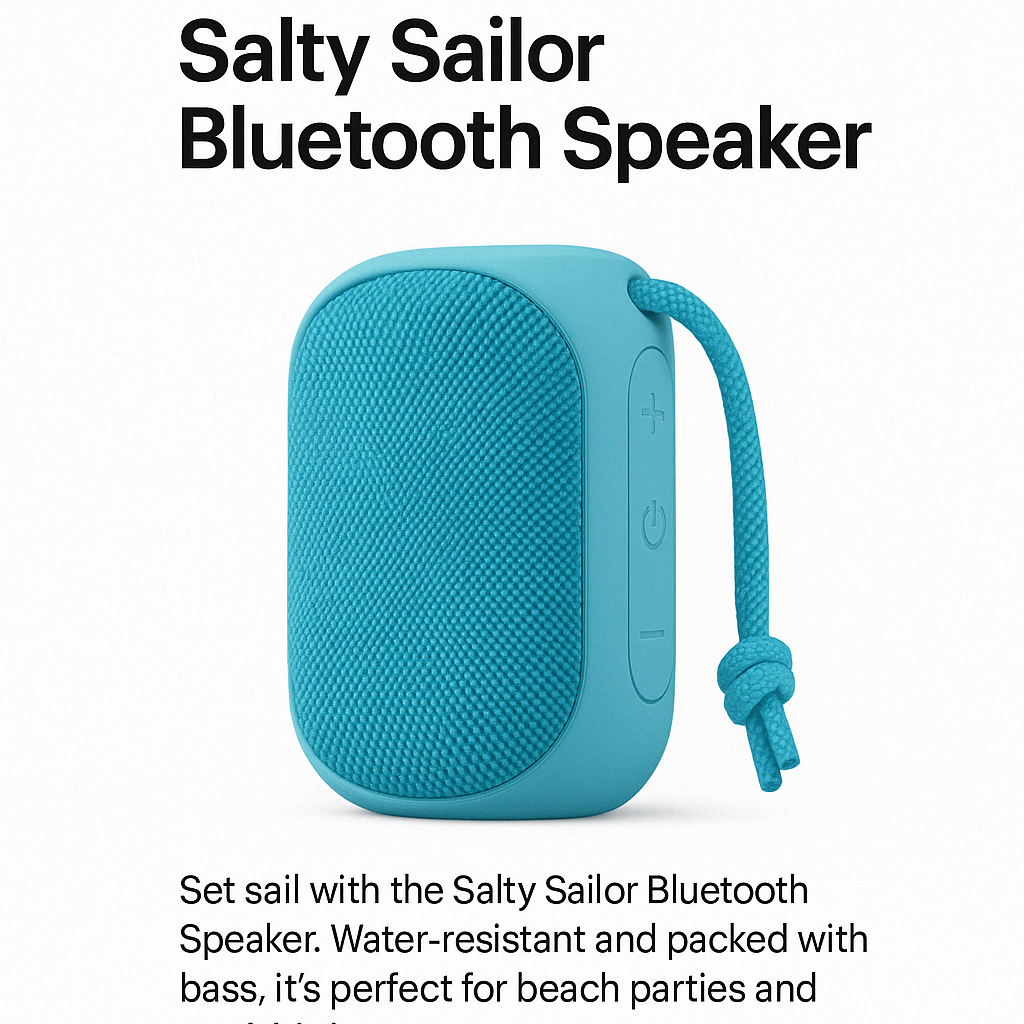 Salty Sailor
Bluetooth Speaker
Set sail with the Salty Sailor Bluetooth
Speaker. Water-resistant and packed with
bass, it’s perfect for beach parties and